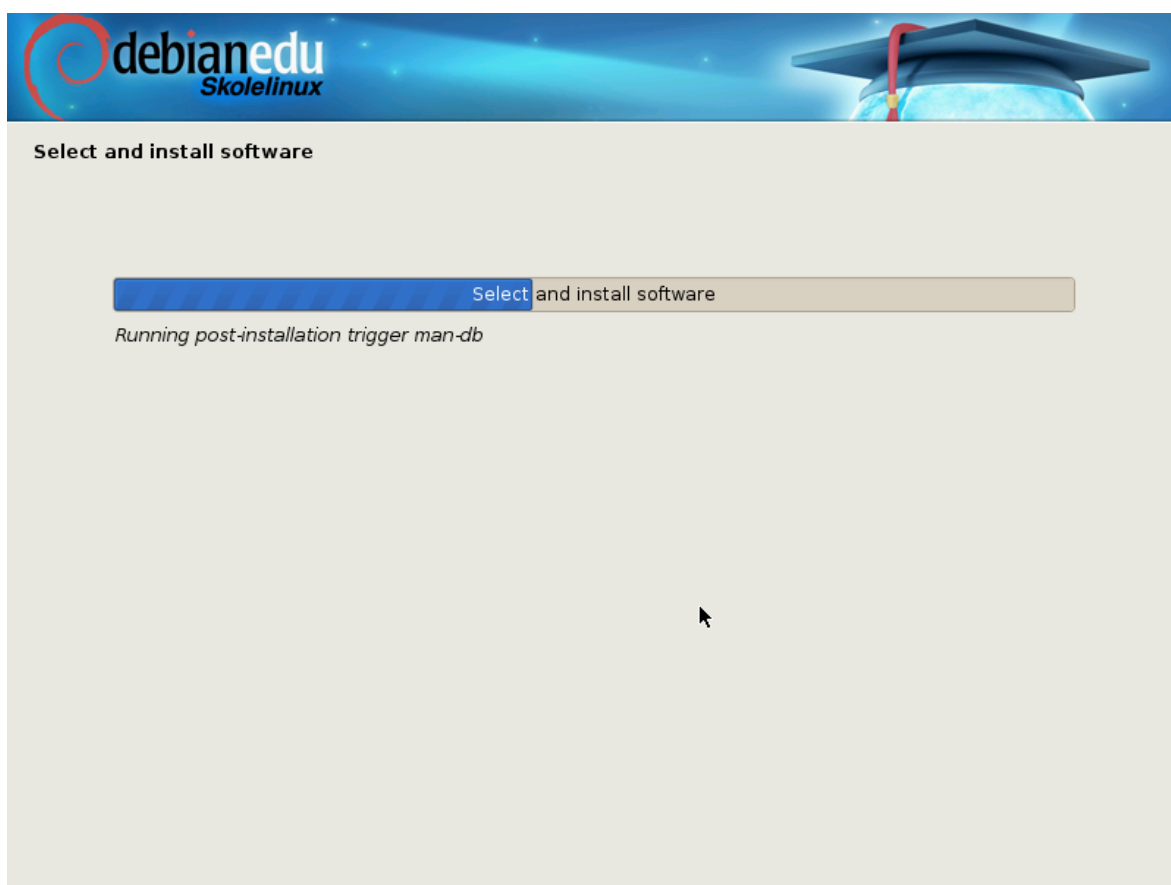 debianedu
Skolelinux
Select and install software
Select and install software
Running post-installation trigger man-db